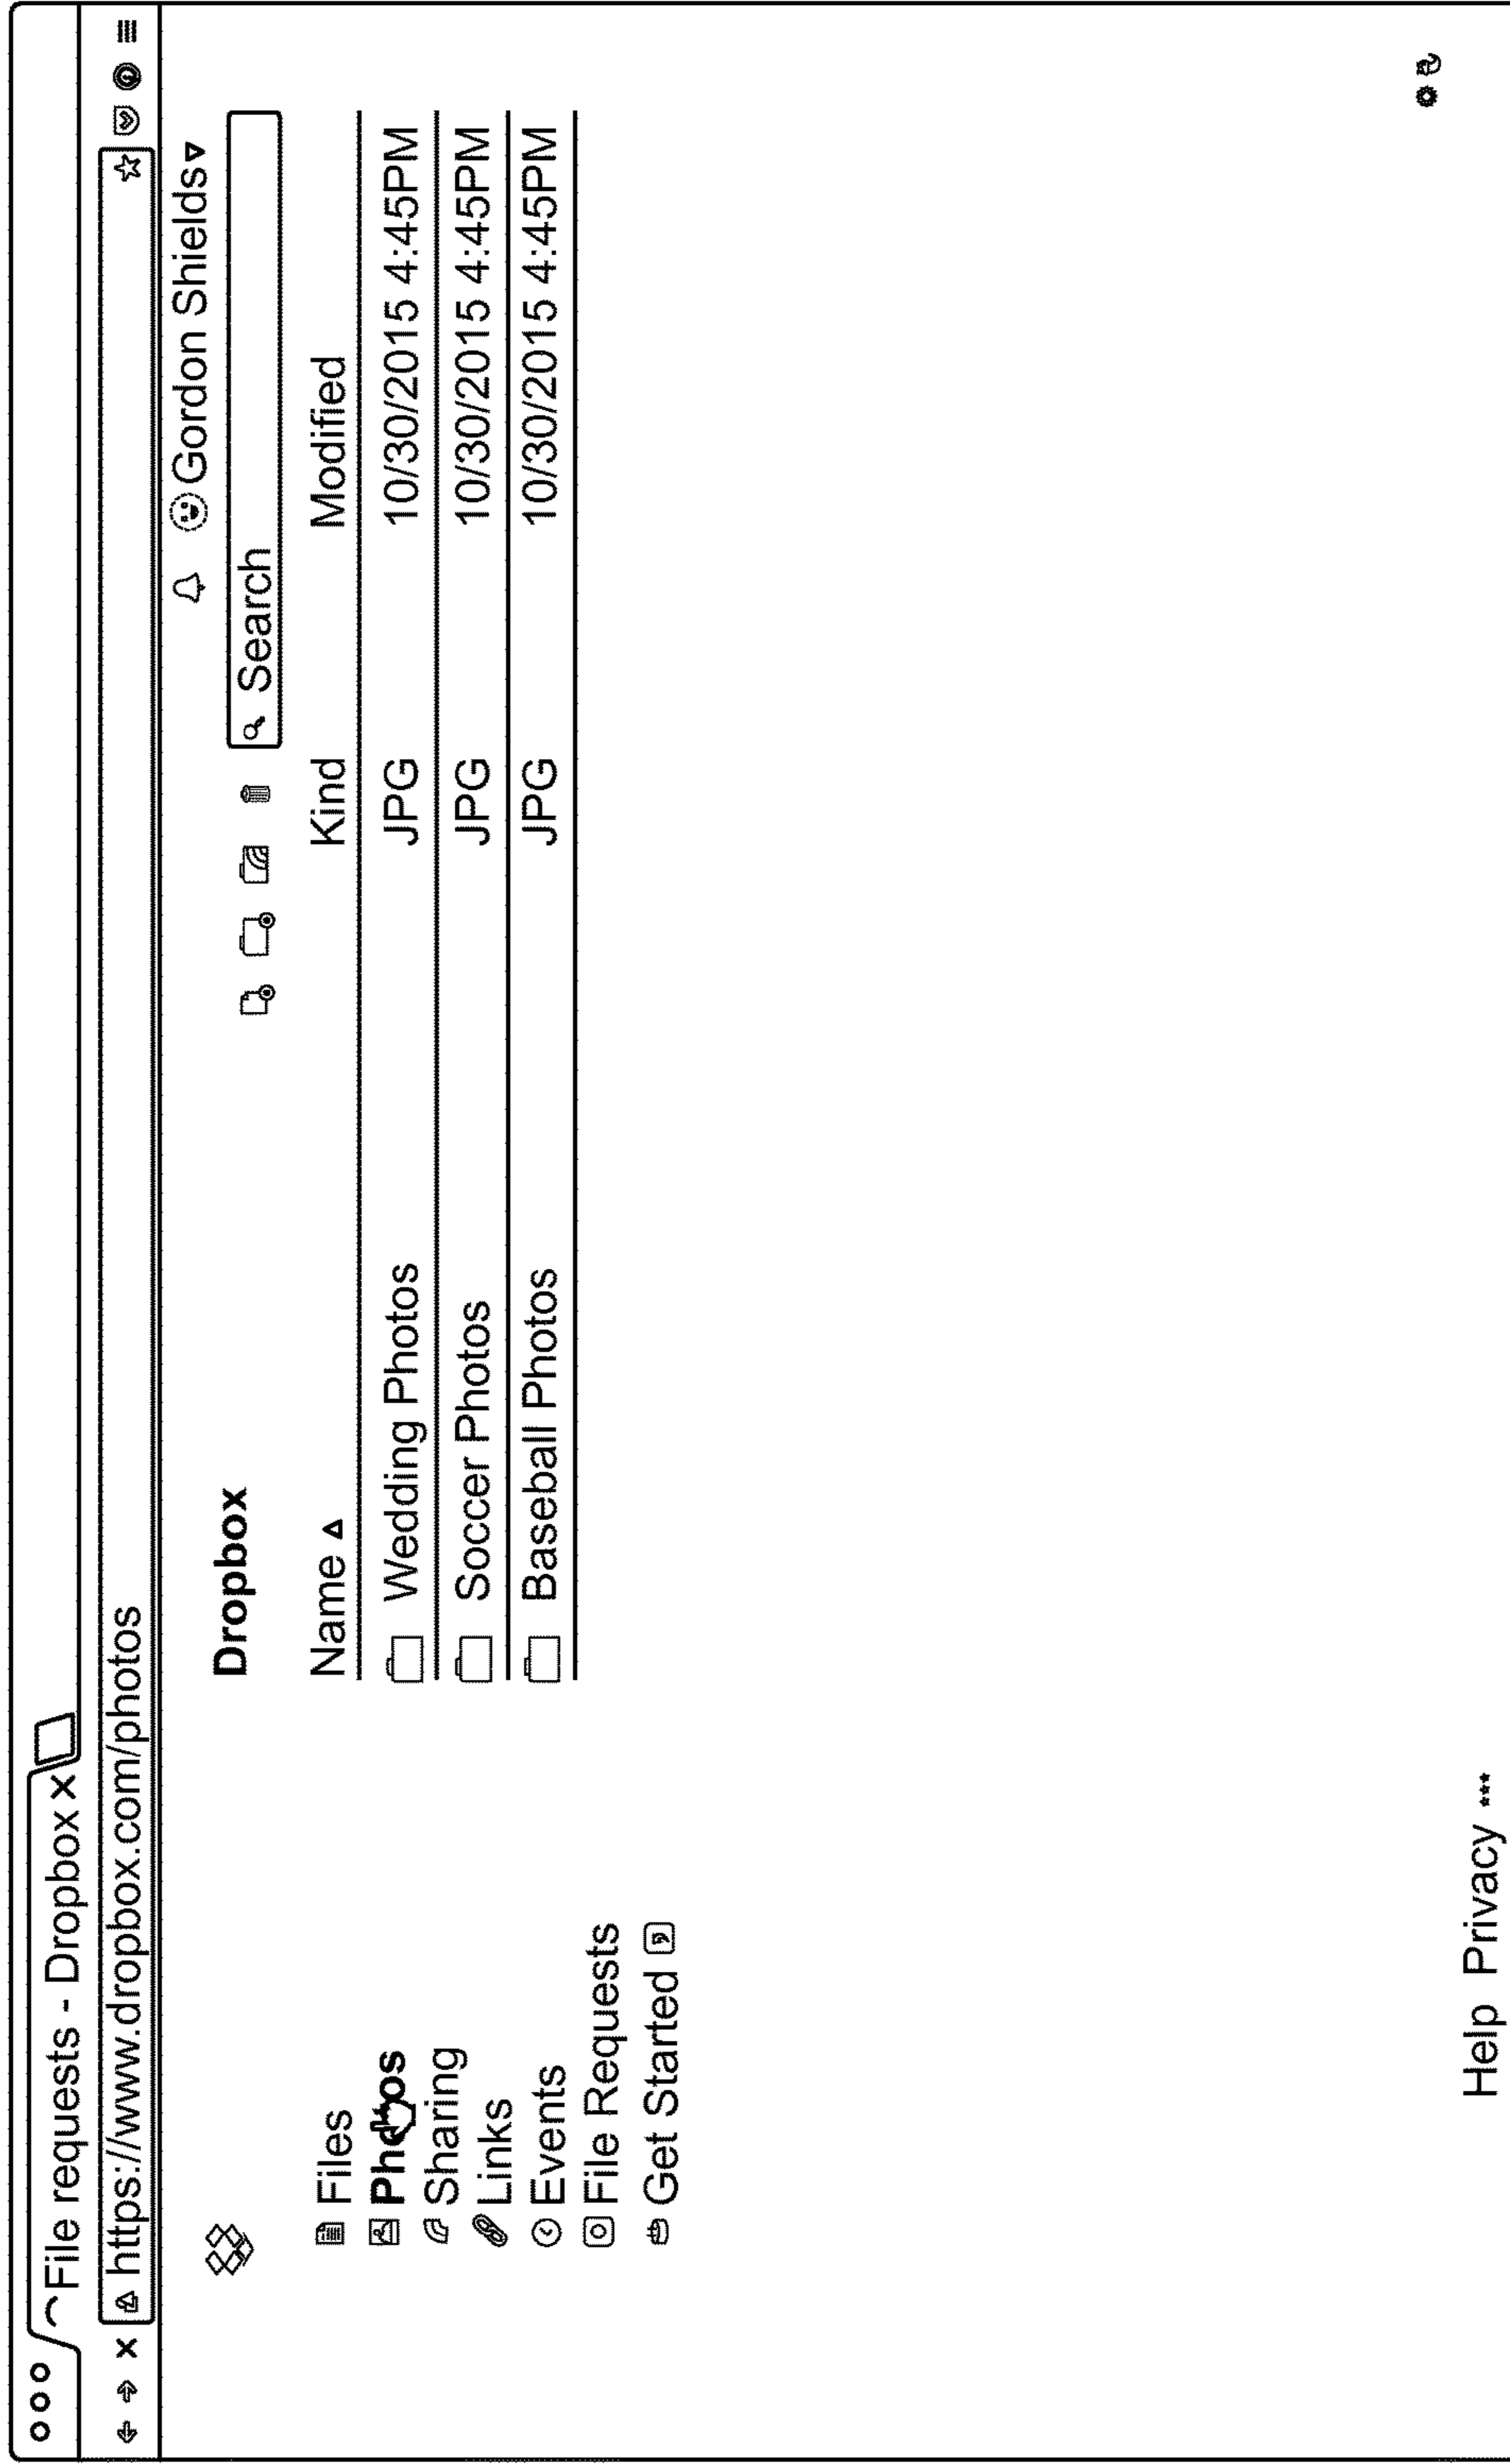 File requests - Dropbox X
https://www.dropbox.com/photos
Gordon Shields
Dropbox
Search
Name Kind Modified
Wedding Photos JPG 10/30/2015 4:45PM
Soccer Photos JPG 10/30/2015 4:45PM
Baseball Photos JPG 10/30/2015 4:45PM
Files
Photos
Sharing
Links
Events
File Requests
Get Started
Help Privacy ***